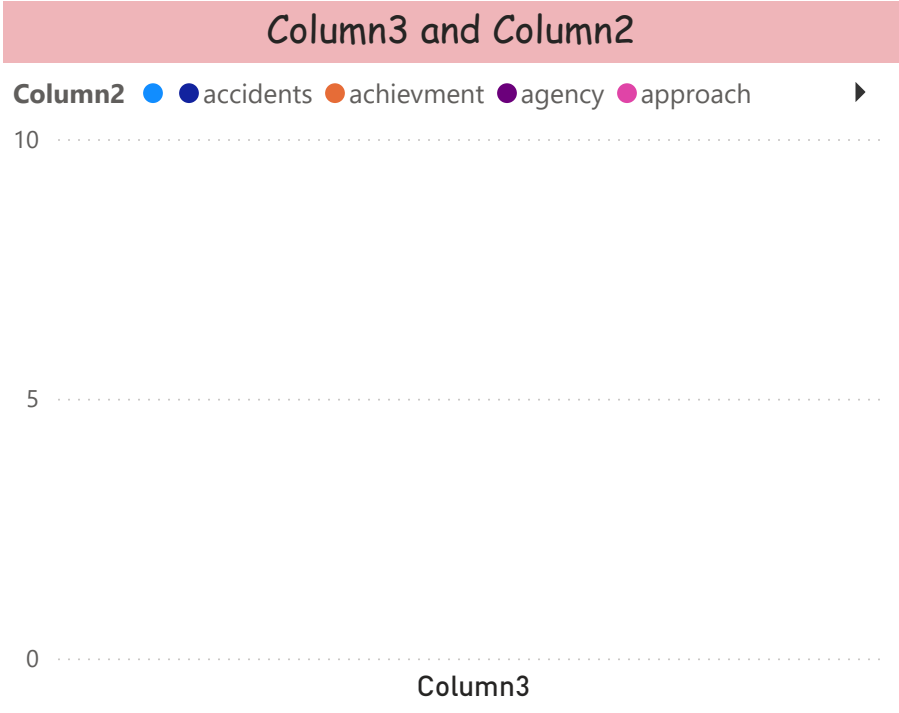 Column3 and Column2
Column2 accidents achievment agency approach
10
5
0
Column3